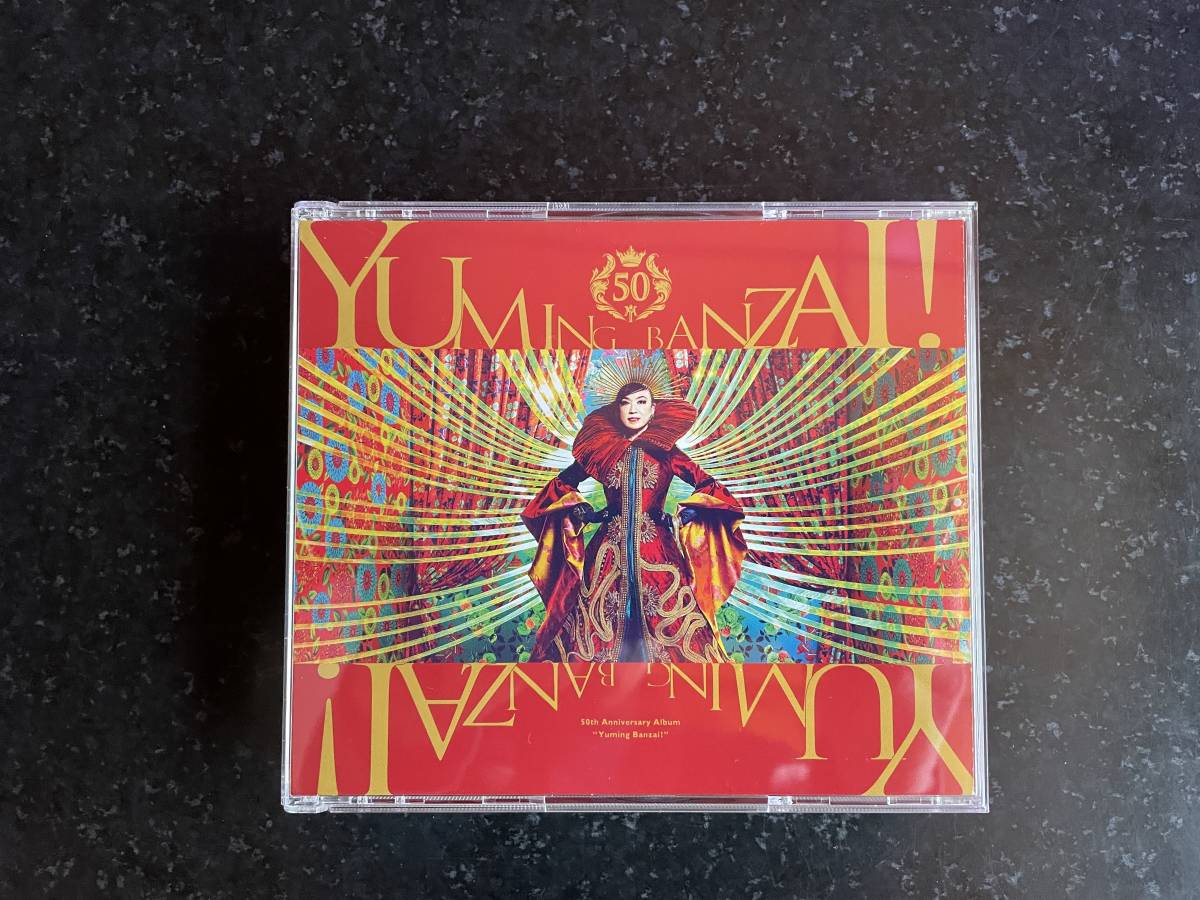 YUMING BANZAI!
50
50th Anniversary Album
"Yuming Banzai!"
YUMING BANZAI!